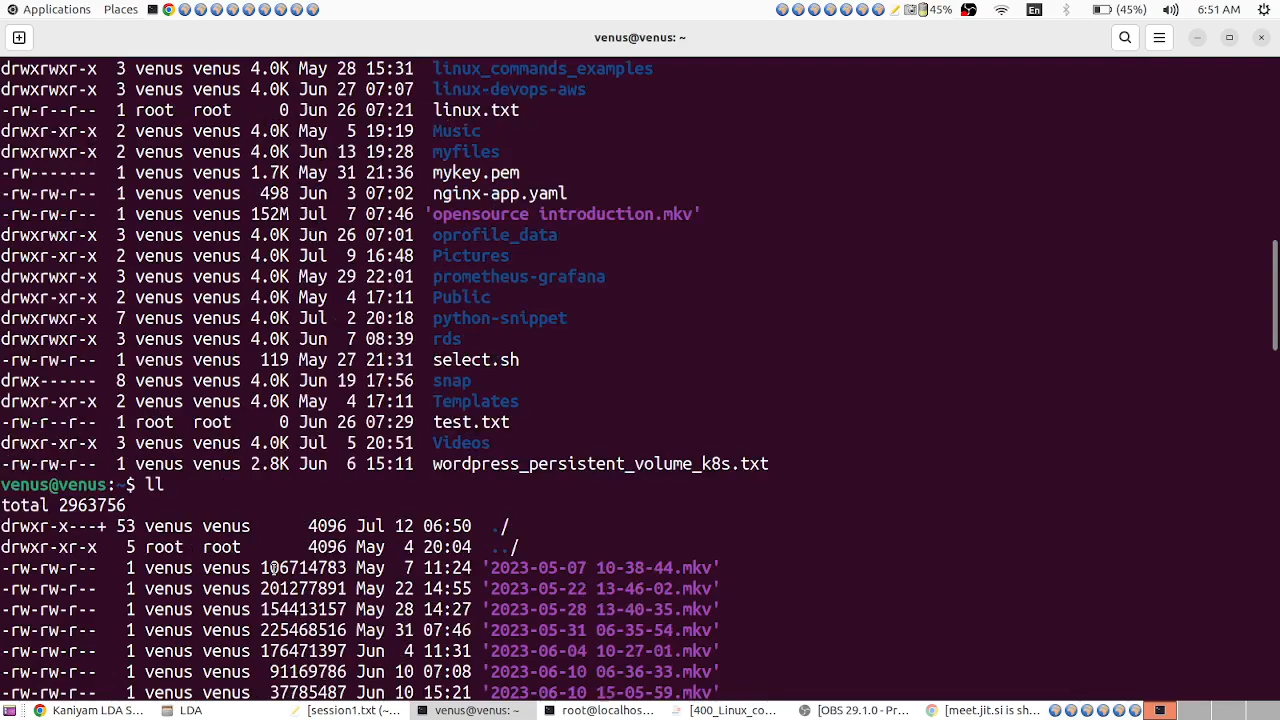 Applications Places 45% En (45%) 6:51 AM
venus@venus: ~
drwxrwxr-x 3 venus venus 4.0K May 28 15:31 linux_commands_examples
drwxrwxr-x 3 venus venus 4.0K Jun 27 07:07 linux-devops-aws
-rw-r--r-- 1 root root 0 Jun 26 07:21 linux.txt
drwxr-xr-x 2 venus venus 4.0K May 5 19:19 Music
drwxrwxr-x 2 venus venus 4.0K Jun 13 19:28 myfiles
-rw------- 1 venus venus 1.7K May 31 21:36 mykey.pem
-rw-rw-r-- 1 venus venus 498 Jun 3 07:02 nginx-app.yaml
-rw-rw-r-- 1 venus venus 152M Jul 7 07:46 'opensource introduction.mkv'
drwxrwxr-x 3 venus venus 4.0K Jun 26 07:01 oprofile_data
drwxr-xr-x 2 venus venus 4.0K Jul 9 16:48 Pictures
drwxrwxr-x 3 venus venus 4.0K May 29 22:01 prometheus-grafana
drwxr-xr-x 2 venus venus 4.0K May 4 17:11 Public
drwxrwxr-x 7 venus venus 4.0K Jul 2 20:18 python-snippet
drwxrwxr-x 3 venus venus 4.0K Jun 7 08:39 rds
-rw-rw-r-- 1 venus venus 119 May 27 21:31 select.sh
drwx------ 8 venus venus 4.0K Jun 19 17:56 snap
drwxr-xr-x 2 venus venus 4.0K May 4 17:11 Templates
-rw-rw-r-- 1 root root 0 Jun 26 07:29 test.txt
drwxr-xr-x 3 venus venus 4.0K Jul 5 20:51 Videos
-rw-rw-r-- 1 venus venus 2.8K Jun 6 15:11 wordpress_persistent_volume_k8s.txt
venus@venus:~$ ll
total 2963756
drwxr-x---+ 53 venus venus 4096 Jul 12 06:50 ./
drwxr-xr-x 5 root root 4096 May 4 20:04 ../
-rw-rw-r-- 1 venus venus 106714783 May 7 11:24 '2023-05-07 10-38-44.mkv'
-rw-rw-r-- 1 venus venus 201277891 May 22 14:55 '2023-05-22 13-46-02.mkv'
-rw-rw-r-- 1 venus venus 154413157 May 28 14:27 '2023-05-28 13-40-35.mkv'
-rw-rw-r-- 1 venus venus 225468516 May 31 07:46 '2023-05-31 06-35-54.mkv'
-rw-rw-r-- 1 venus venus 176471397 Jun 4 11:31 '2023-06-04 10-27-01.mkv'
-rw-rw-r-- 1 venus venus 91169786 Jun 10 07:08 '2023-06-10 06-36-33.mkv'
-rw-rw-r-- 1 venus venus 37785487 Jun 10 15:21 '2023-06-10 15-05-59.mkv'
Kaniyam LDA S... LDA [session1.txt (~... venus@venus: ~ root@localhos... [400_Linux_co... [OBS 29.1.0 - Pr... [meet.jit.si is sh...